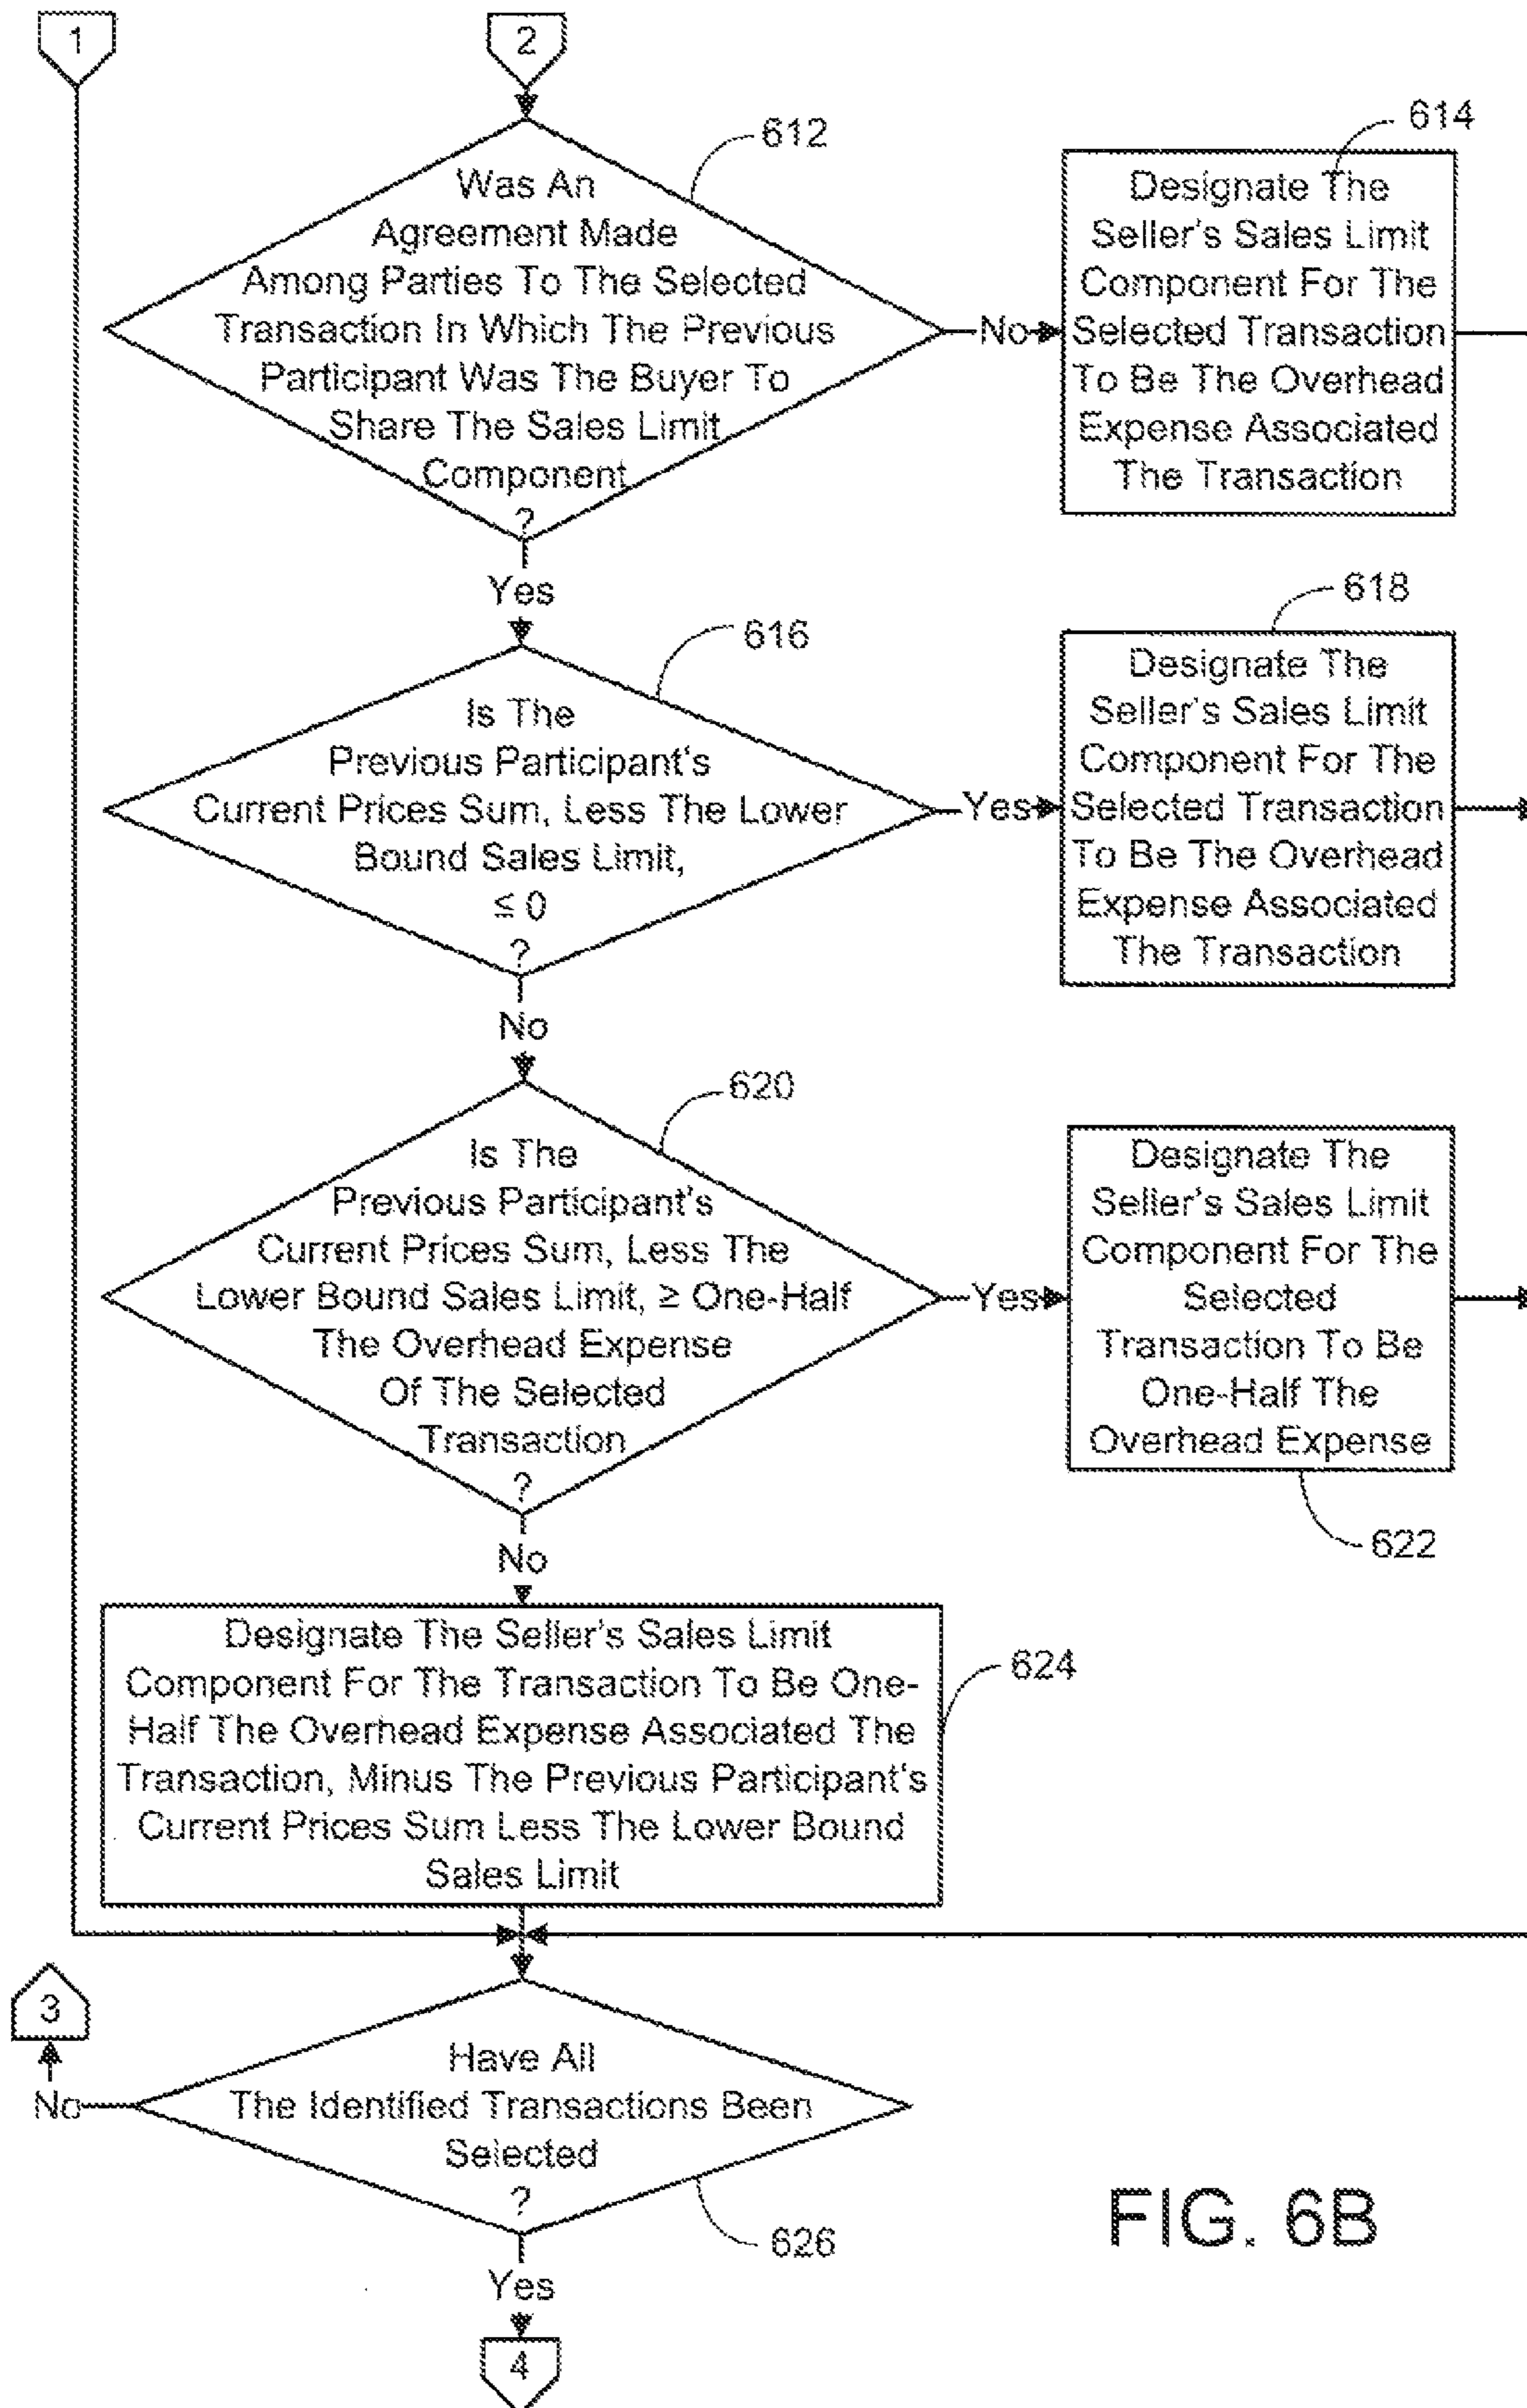 1
2
612
Was An
Agreement Made
Among Parties To The Selected
Transaction In Which The Previous
Participant Was The Buyer To
Share The Sales Limit
Component
?
No
614
Designate The
Seller's Sales Limit
Component For The
Selected Transaction
To Be The Overhead
Expense Associated
The Transaction
Yes
616
Is The
Previous Participant's
Current Prices Sum, Less The Lower
Bound Sales Limit,
≦ 0
?
Yes
618
Designate The
Seller's Sales Limit
Component For The
Selected Transaction
To Be The Overhead
Expense Associated
The Transaction
No
620
Is The
Previous Participant's
Current Prices Sum, Less The
Lower Bound Sales Limit, ≥ One-Half
The Overhead Expense
Of The Selected
Transaction
?
Yes
Designate The
Seller's Sales Limit
Component For The
Selected
Transaction To Be
One-Half The
Overhead Expense
622
No
Designate The Seller's Sales Limit
Component For The Transaction To Be One-
Half The Overhead Expense Associated The
Transaction, Minus The Previous Participant's
Current Prices Sum Less The Lower Bound
Sales Limit
624
3
No
Have All
The Identified Transactions Been
Selected
?
626
Yes
4
FIG. 6B